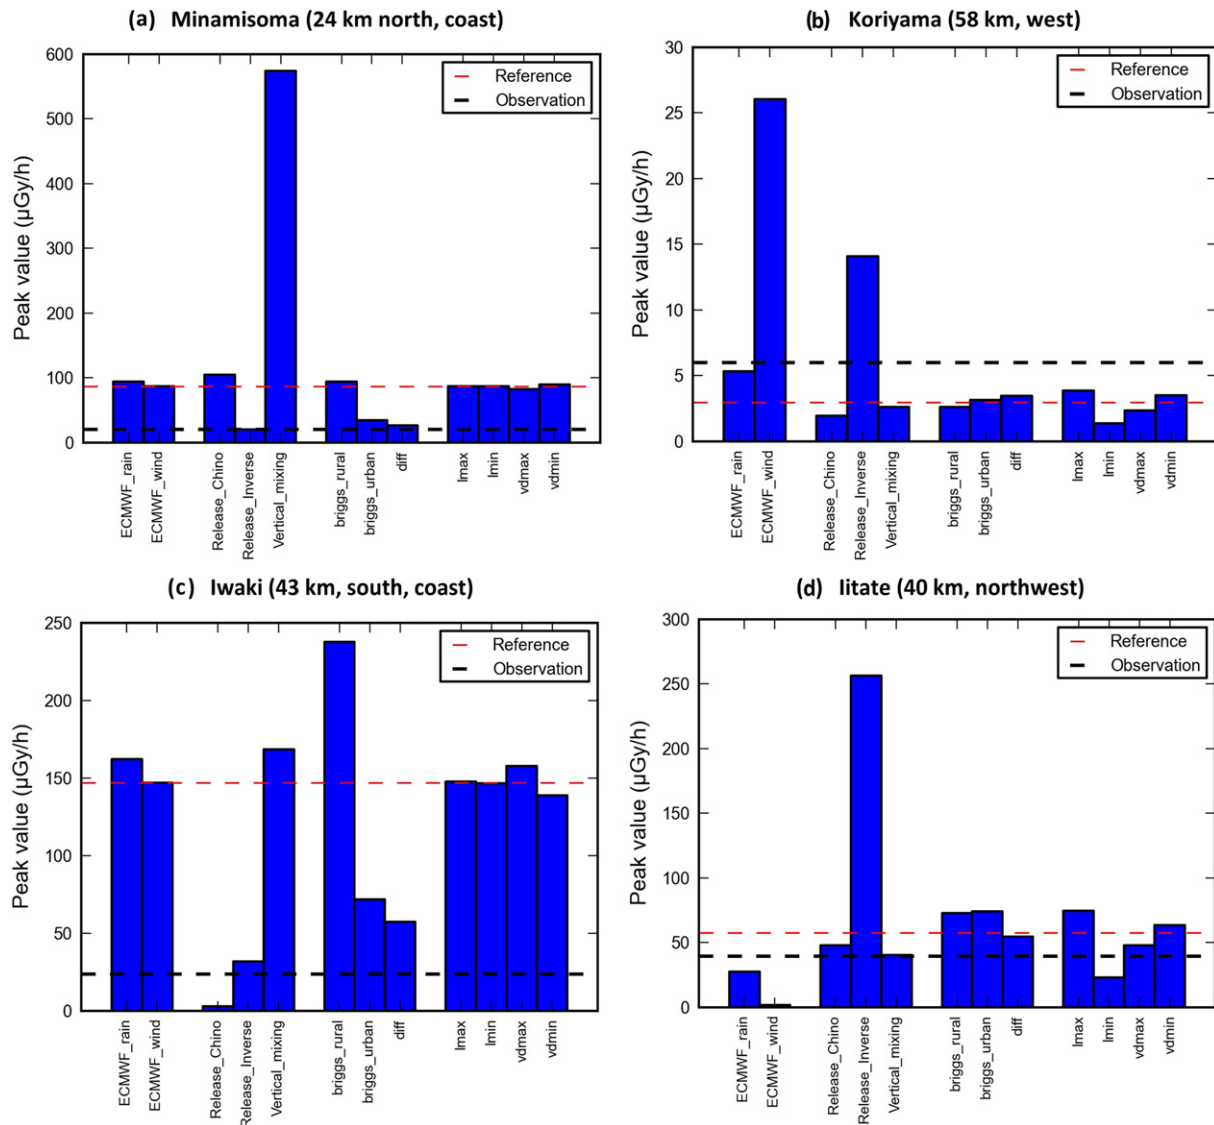 (a) Minamisoma (24 km north, coast)
Peak value (µGy/h)
600
500
400
300
200
100
0
Reference
Observation
ECMWF_rain
ECMWF_wind
Release_Chino
Release_Inverse
Vertical_mixing
briggs_rural
briggs_urban
diff
lmax
lmin
vdmax
vdmin
(b) Koriyama (58 km, west)
Peak value (µGy/h)
30
25
20
15
10
5
0
Reference
Observation
ECMWF_rain
ECMWF_wind
Release_Chino
Release_Inverse
Vertical_mixing
briggs_rural
briggs_urban
diff
lmax
lmin
vdmax
vdmin
(c) Iwaki (43 km, south, coast)
Peak value (µGy/h)
250
200
150
100
50
0
Reference
Observation
ECMWF_rain
ECMWF_wind
Release_Chino
Release_Inverse
Vertical_mixing
briggs_rural
briggs_urban
diff
lmax
lmin
vdmax
vdmin
(d) Iitate (40 km, northwest)
Peak value (µGy/h)
300
250
200
150
100
50
0
Reference
Observation
ECMWF_rain
ECMWF_wind
Release_Chino
Release_Inverse
Vertical_mixing
briggs_rural
briggs_urban
diff
lmax
lmin
vdmax
vdmin